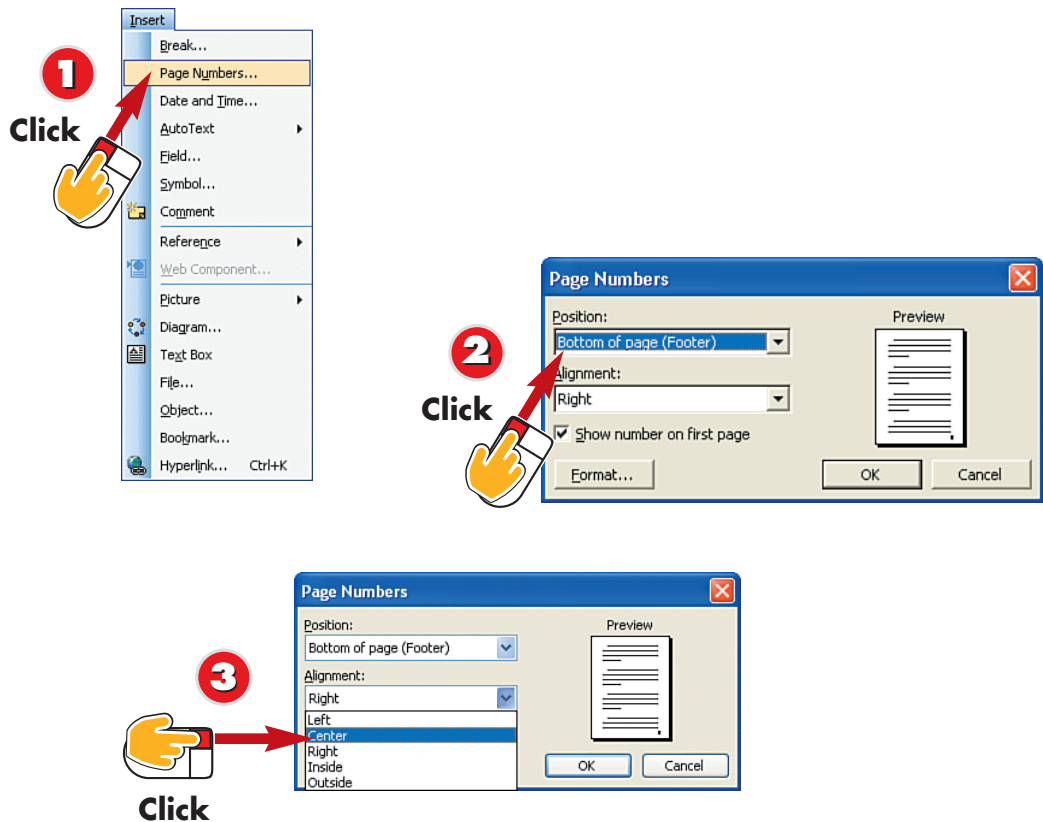 Insert
Break...
1
Page Numbers...
Click
Date and Time...
AutoText
Field...
Symbol...
Comment
Reference
Web Component...
Picture
Diagram...
Text Box
File...
Object...
Bookmark...
Hyperlink... Ctrl+K
2
Click
Page Numbers
Position:
Preview
Bottom of page (Footer)
Alignment:
Right
Show number on first page
Format...
OK
Cancel
3
Click
Page Numbers
Position:
Preview
Bottom of page (Footer)
Alignment:
Right
Left
Center
Right
Inside
Outside
OK
Cancel